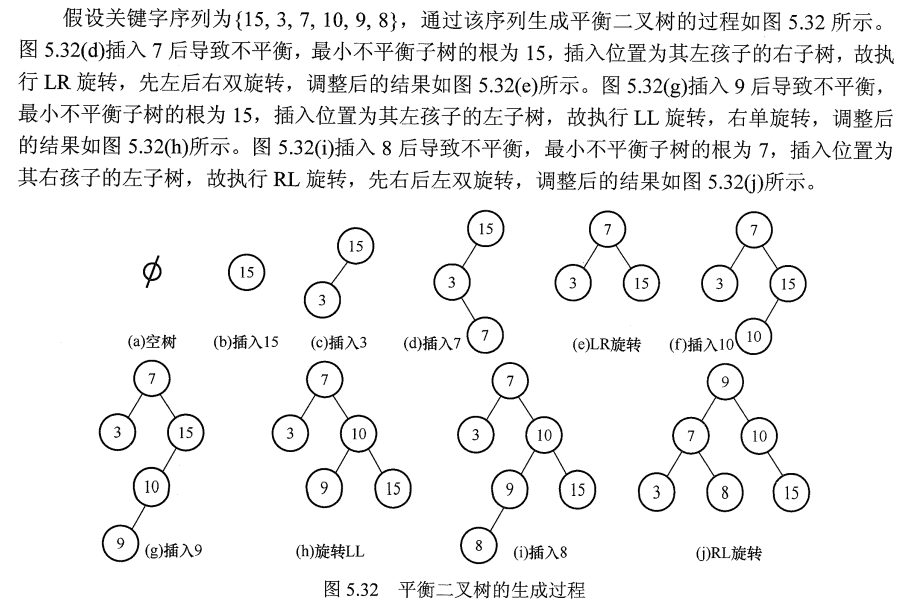 假设关键字序列为{15, 3, 7, 10, 9, 8}，通过该序列生成平衡二叉树的过程如图 5.32 所示。
图 5.32(d)插入 7 后导致不平衡，最小不平衡子树的根为 15，插入位置为其左孩子的右子树，故执
行 LR 旋转，先左后右双旋转，调整后的结果如图 5.32(e)所示。图 5.32(g)插入 9 后导致不平衡，
最小不平衡子树的根为 15，插入位置为其左孩子的左子树，故执行 LL 旋转，右单旋转，调整后
的结果如图 5.32(h)所示。图 5.32(i)插入 8 后导致不平衡，最小不平衡子树的根为 7，插入位置为
其右孩子的左子树，故执行 RL 旋转，先右后左双旋转，调整后的结果如图 5.32(j)所示。
∅
(a)空树
15
(b)插入15
15
3
(c)插入3
15
3
7
(d)插入7
7
3 15
(e)LR旋转
7
3 15
10
(f)插入10
7
3 15
10
9
(g)插入9
7
3 10
9 15
(h)旋转LL
7
3 10
9 15
8
(i)插入8
9
7 10
3 8 15
(j)RL旋转
图 5.32 平衡二叉树的生成过程